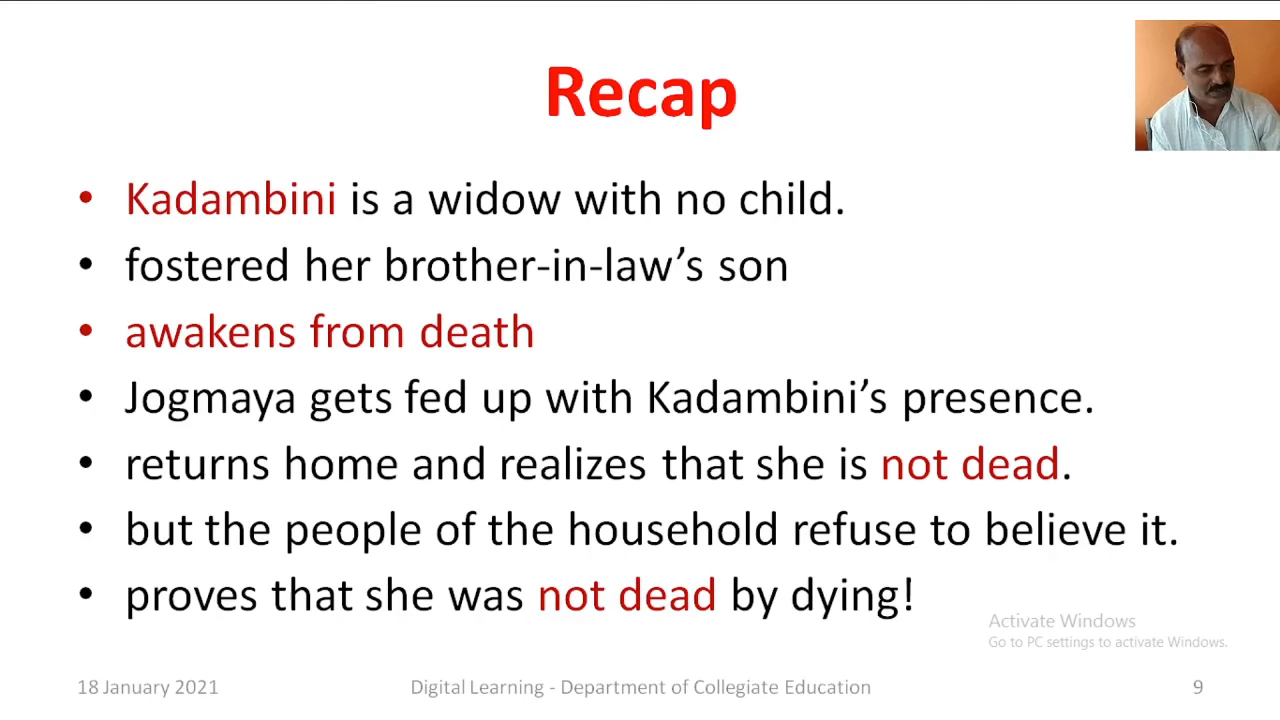 Recap
• Kadambini is a widow with no child.
• fostered her brother-in-law’s son
• awakens from death
• Jogmaya gets fed up with Kadambini’s presence.
• returns home and realizes that she is not dead.
• but the people of the household refuse to believe it.
• proves that she was not dead by dying!
Activate Windows
Go to PC settings to activate Windows.
18 January 2021
Digital Learning - Department of Collegiate Education
9